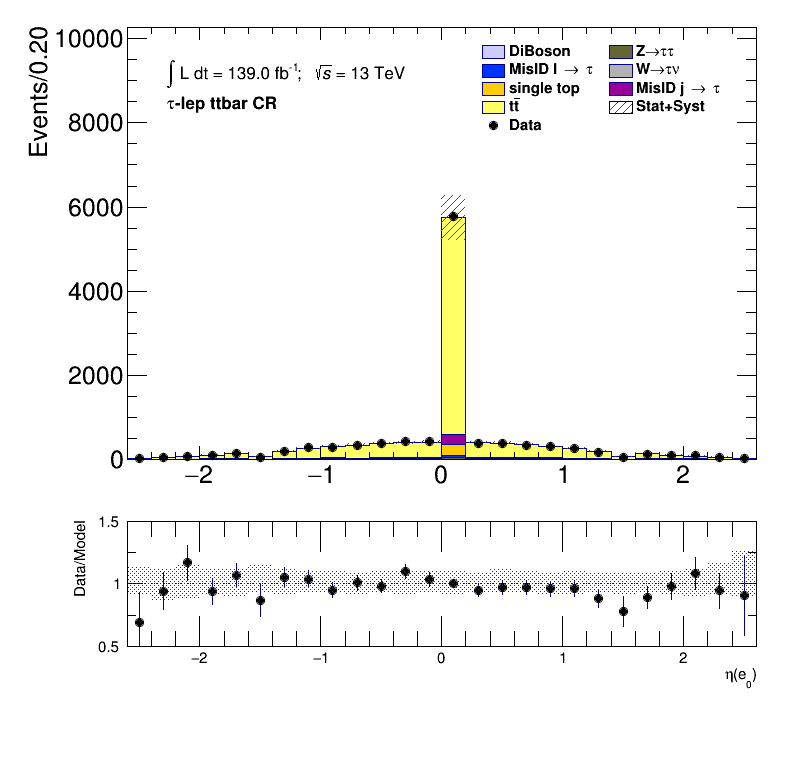 Events/0.20
10000
8000
6000
4000
2000
0
∫ L dt = 139.0 fb⁻¹; √s = 13 TeV
τ-lep ttbar CR
DiBoson
Z→ττ
MisID l → τ
W→τν
single top
MisID j → τ
tt̄
Stat+Syst
Data
−2 −1 0 1 2
Data/Model
1.5
1
0.5
−2 −1 0 1 2
η(e₀)